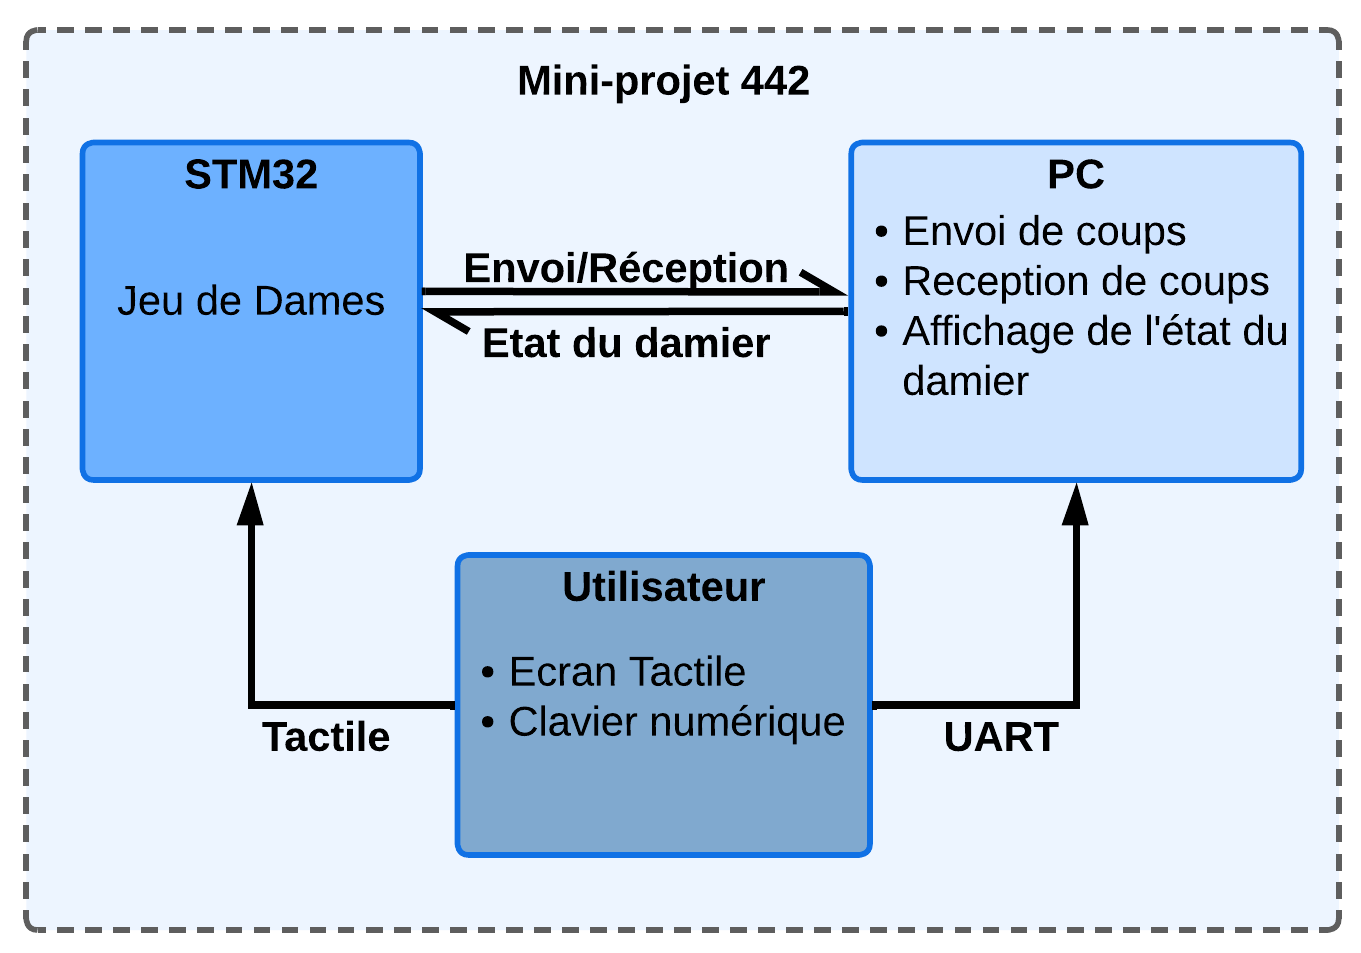 Mini-projet 442
STM32
Jeu de Dames
Envoi/Réception
Etat du damier
PC
• Envoi de coups
• Reception de coups
• Affichage de l'état du
damier
Utilisateur
• Ecran Tactile
• Clavier numérique
Tactile
UART